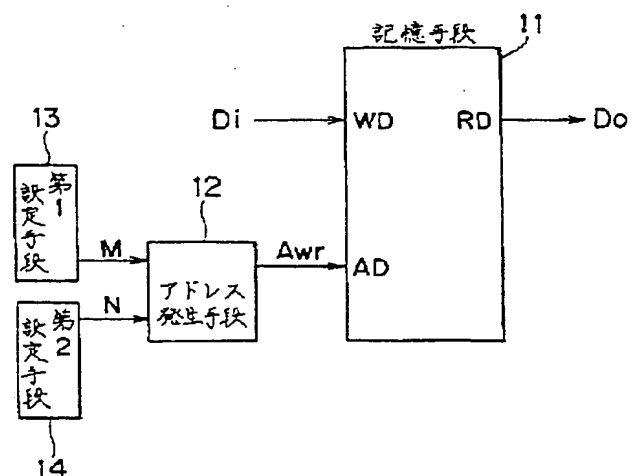 11
記憶手段
Di
WD
RD
Do
13
第1
設定手段
12
M
Awr
AD
アドレス
発生手段
N
第2
設定手段
14